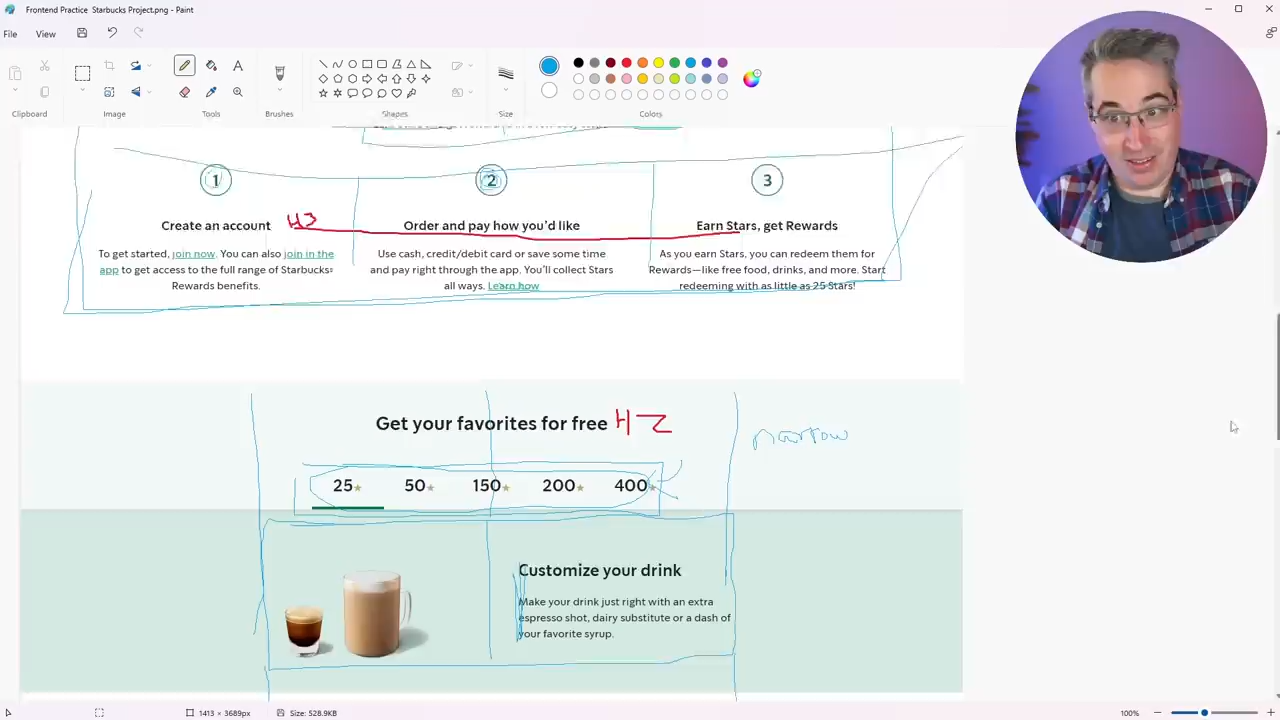 Frontend Practice Starbucks Project.png - Paint
File View
Clipboard Image Tools Brushes Shapes Size Colors
1 2 3
Create an account H3 Order and pay how you'd like Earn Stars, get Rewards
To get started, join now. You can also join in the
app to get access to the full range of Starbucks®
Rewards benefits.
Use cash, credit/debit card or save some time
and pay right through the app. You'll collect Stars
all ways. Learn how
As you earn Stars, you can redeem them for
Rewards—like free food, drinks, and more. Start
redeeming with as little as 25 Stars!
Get your favorites for free H2
narrow
25★ 50★ 150★ 200★ 400★
Customize your drink
Make your drink just right with an extra
espresso shot, dairy substitute or a dash of
your favorite syrup.
1413 × 3689px Size: 528.9KB 100%